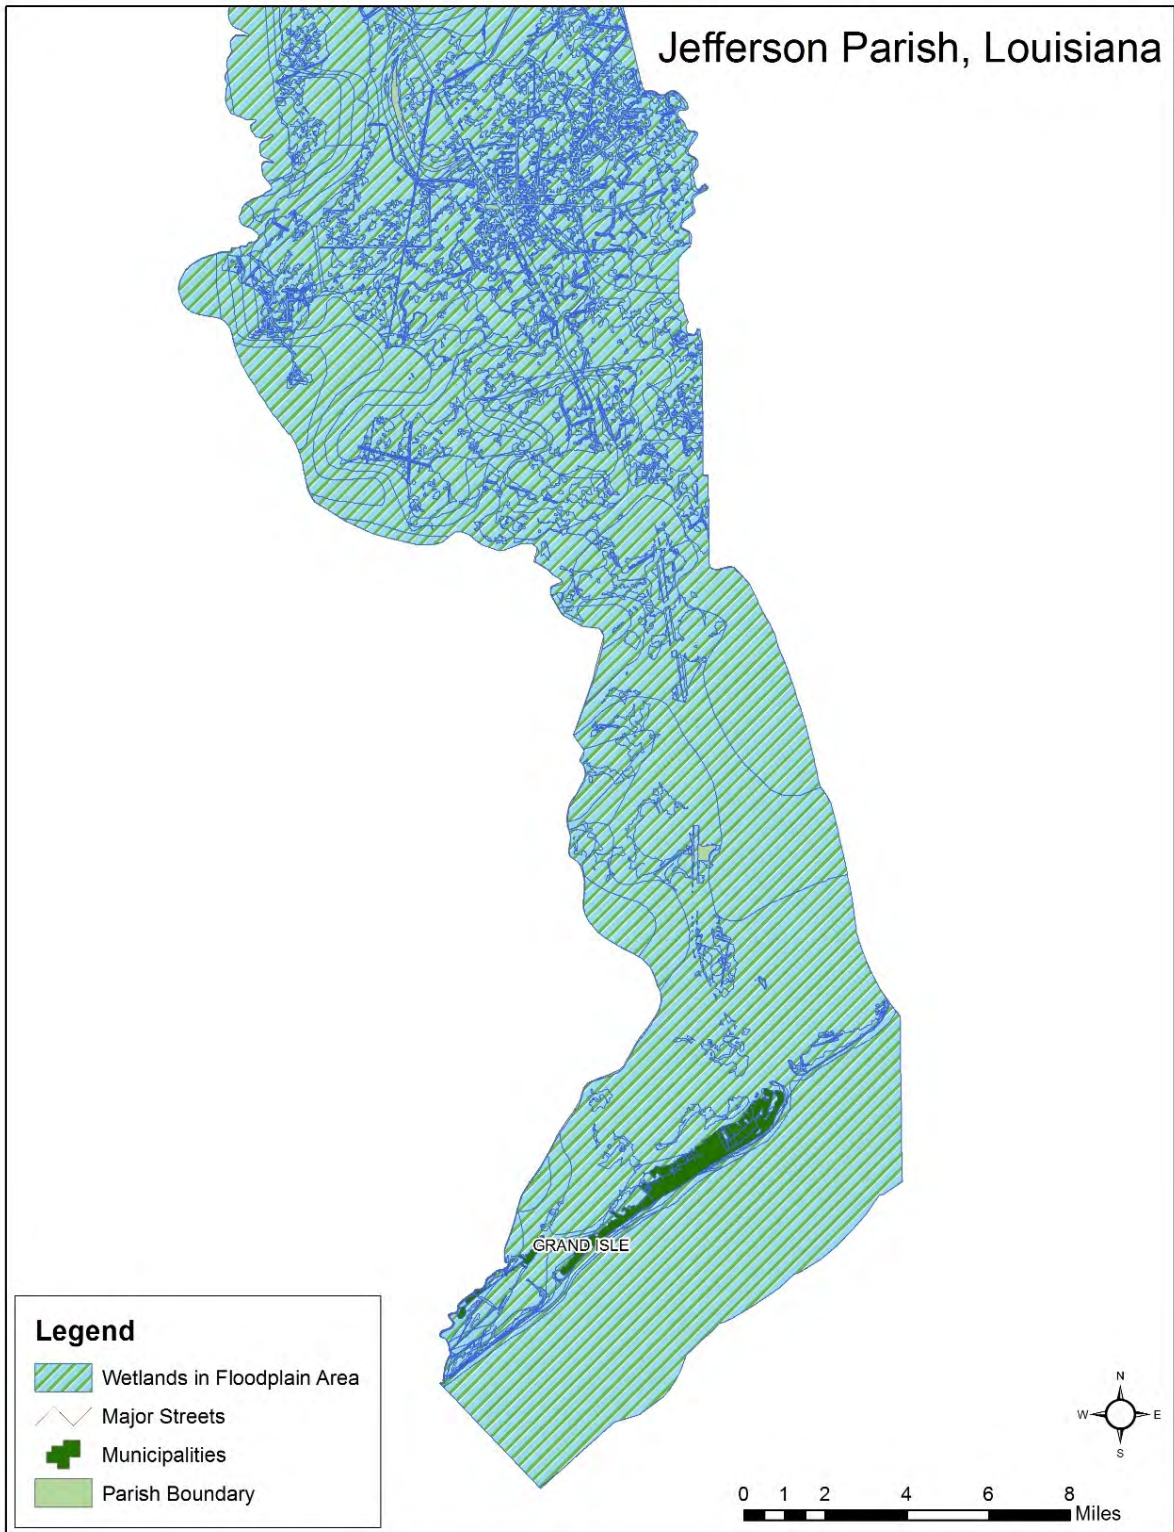 Jefferson Parish, Louisiana
GRAND ISLE
Legend
Wetlands in Floodplain Area
Major Streets
Municipalities
Parish Boundary
N
W E
S
0 1 2 4 6 8
Miles